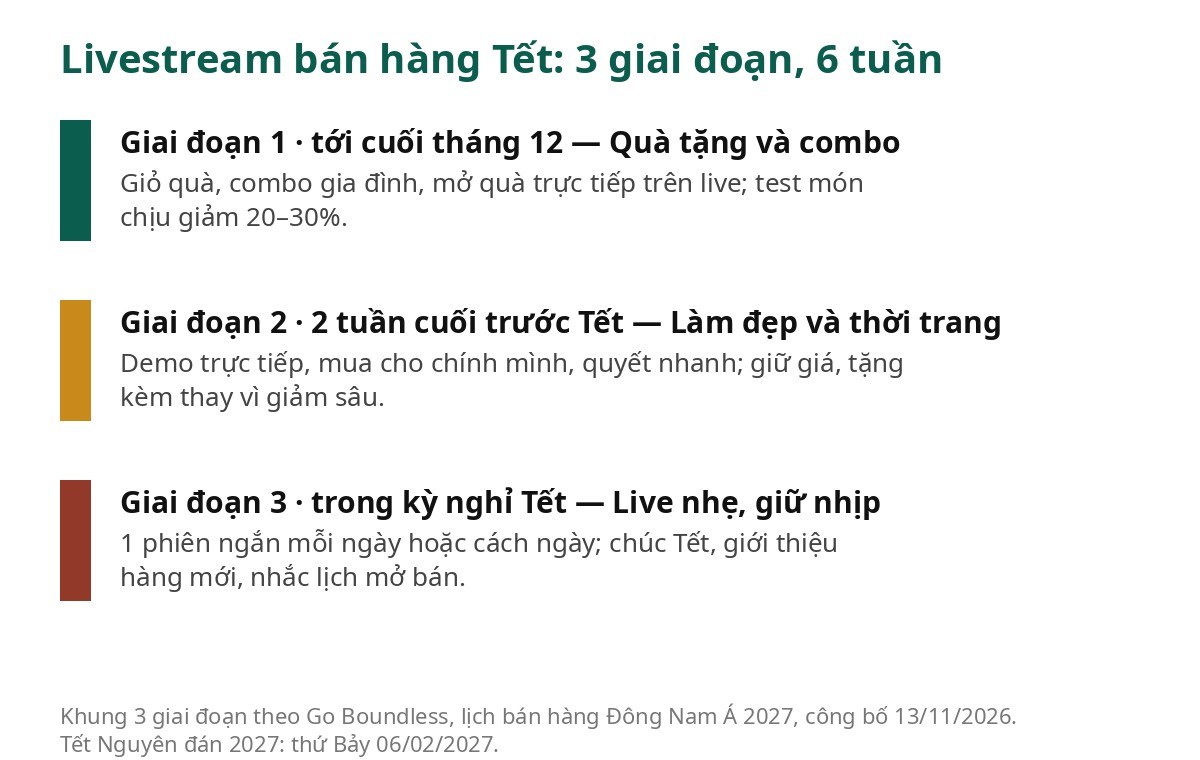 Livestream bán hàng Tết: 3 giai đoạn, 6 tuần
Giai đoạn 1 · tới cuối tháng 12 — Quà tặng và combo
Giỏ quà, combo gia đình, mở quà trực tiếp trên live; test món
chịu giảm 20–30%.
Giai đoạn 2 · 2 tuần cuối trước Tết — Làm đẹp và thời trang
Demo trực tiếp, mua cho chính mình, quyết nhanh; giữ giá, tặng
kèm thay vì giảm sâu.
Giai đoạn 3 · trong kỳ nghỉ Tết — Live nhẹ, giữ nhịp
1 phiên ngắn mỗi ngày hoặc cách ngày; chúc Tết, giới thiệu
hàng mới, nhắc lịch mở bán.
Khung 3 giai đoạn theo Go Boundless, lịch bán hàng Đông Nam Á 2027, công bố 13/11/2026.
Tết Nguyên đán 2027: thứ Bảy 06/02/2027.